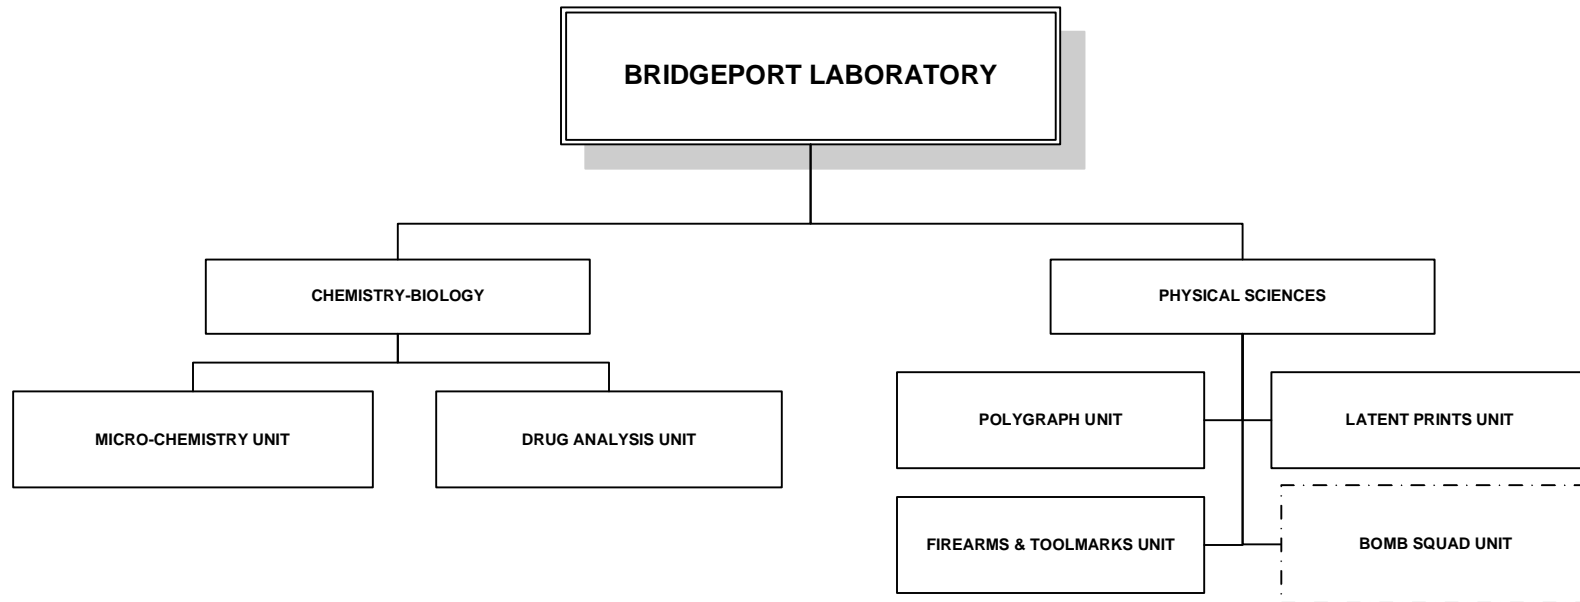 BRIDGEPORT LABORATORY
CHEMISTRY-BIOLOGY
PHYSICAL SCIENCES
MICRO-CHEMISTRY UNIT
DRUG ANALYSIS UNIT
POLYGRAPH UNIT
LATENT PRINTS UNIT
FIREARMS & TOOLMARKS UNIT
BOMB SQUAD UNIT